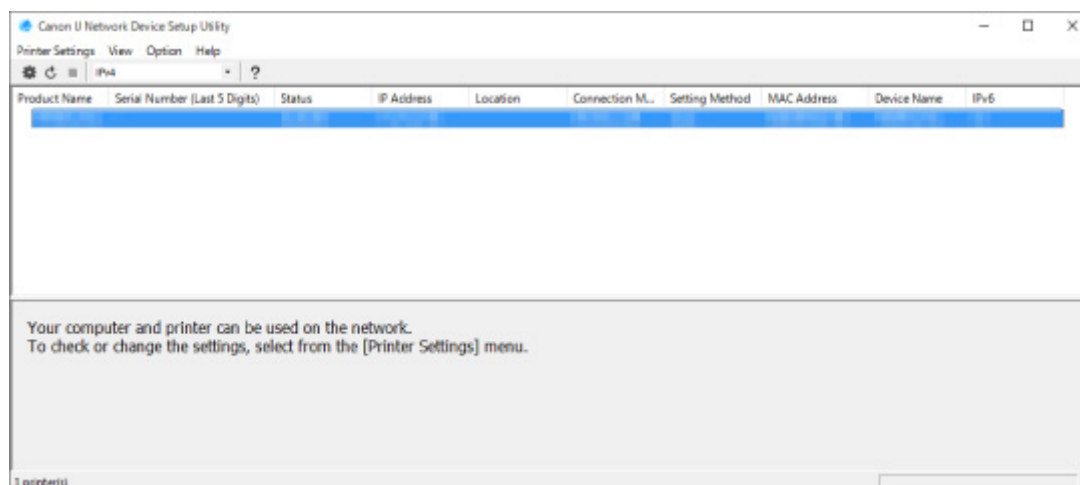 Canon IJ Network Device Setup Utility
Printer Settings View Option Help
IPv4 ?
Product Name Serial Number (Last 5 Digits) Status IP Address Location Connection M... Setting Method MAC Address Device Name IPv6
Your computer and printer can be used on the network.
To check or change the settings, select from the [Printer Settings] menu.
1 printer(s)